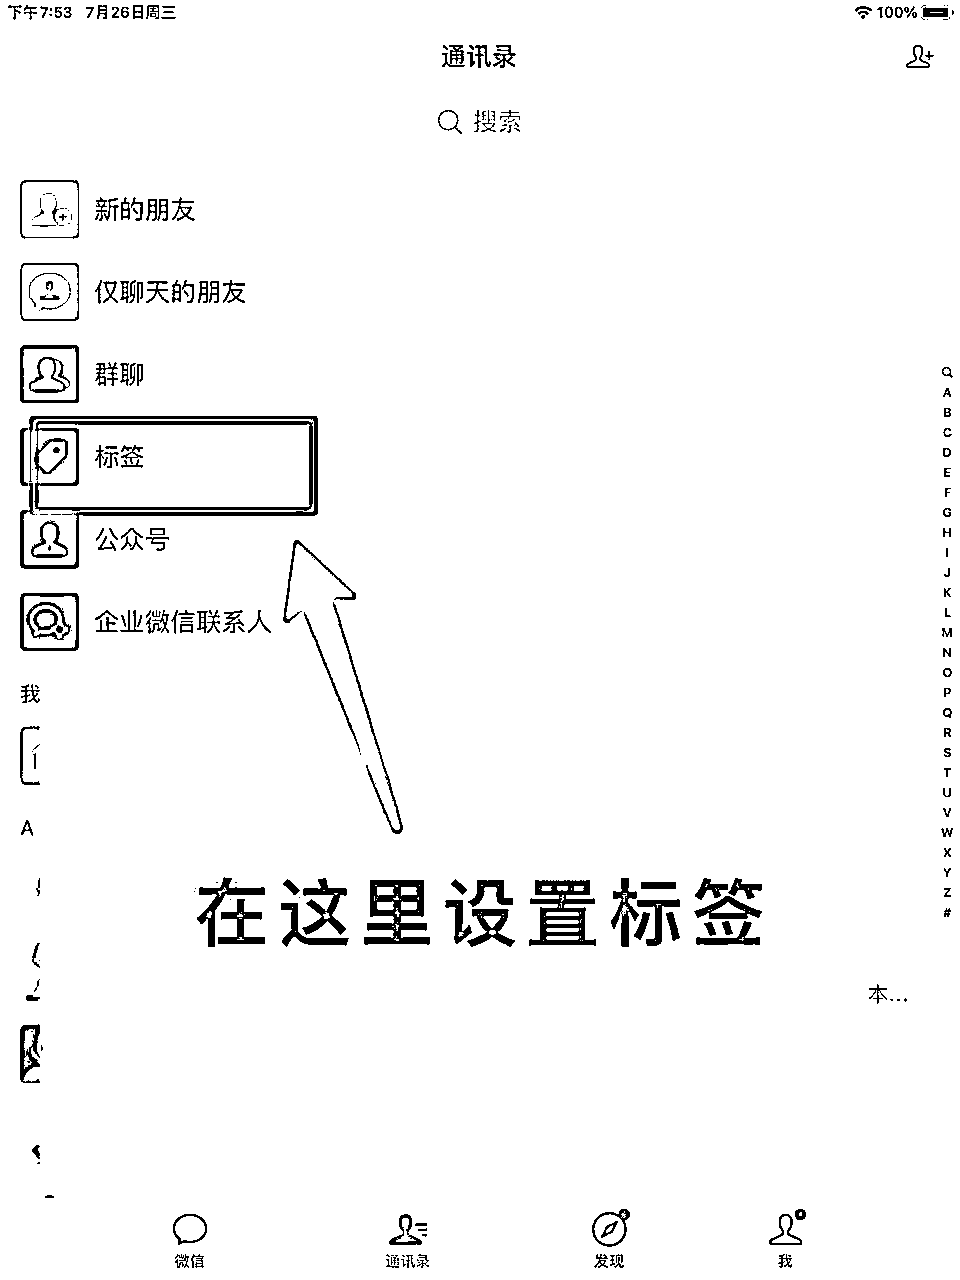 下午7:53 7月26日周三 100%
通讯录
搜索
新的朋友
仅聊天的朋友
群聊
标签
公众号
企业微信联系人
我
A
Q
A
B
C
D
E
F
G
H
I
J
K
L
M
N
O
P
Q
R
S
T
U
V
W
X
Y
Z
#
在这里设置标签
本...
微信 通讯录 发现 我